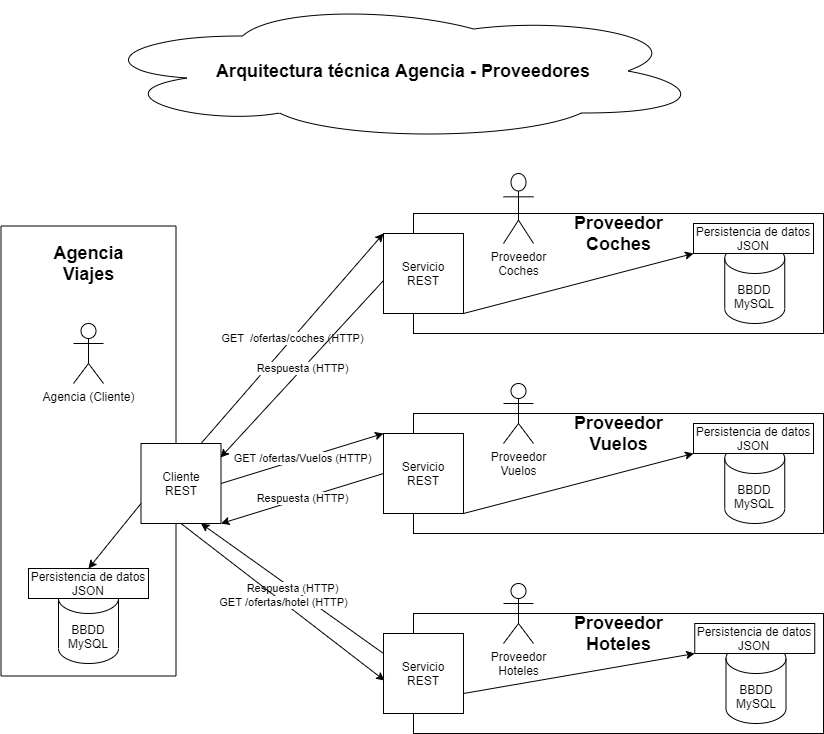 Arquitectura técnica Agencia - Proveedores
Agencia
Viajes
Agencia (Cliente)
Cliente
REST
Persistencia de datos
JSON
BBDD
MySQL
GET /ofertas/coches (HTTP)
Respuesta (HTTP)
GET /ofertas/Vuelos (HTTP)
Respuesta (HTTP)
Respuesta (HTTP)
GET /ofertas/hotel (HTTP)
Servicio
REST
Proveedor
Coches
Proveedor
Coches
Persistencia de datos
JSON
BBDD
MySQL
Servicio
REST
Proveedor
Vuelos
Proveedor
Vuelos
Persistencia de datos
JSON
BBDD
MySQL
Servicio
REST
Proveedor
Hoteles
Proveedor
Hoteles
Persistencia de datos
JSON
BBDD
MySQL